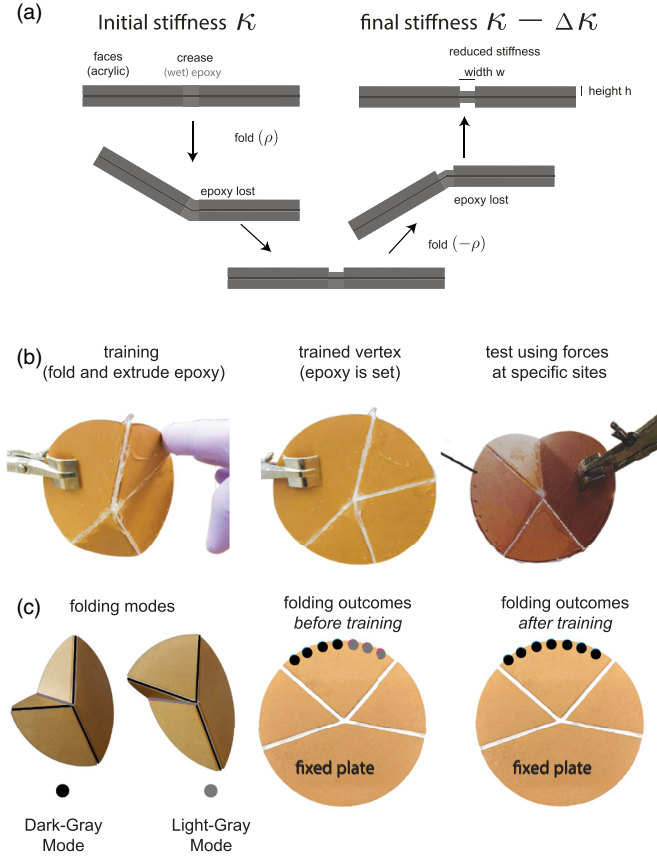 (a)
Initial stiffness κ
final stiffness κ − Δκ
faces
(acrylic)
crease
(wet) epoxy
reduced stiffness
width w
height h
fold (ρ)
epoxy lost
epoxy lost
fold (−ρ)
(b)
training
(fold and extrude epoxy)
trained vertex
(epoxy is set)
test using forces
at specific sites
(c)
folding modes
folding outcomes
before training
folding outcomes
after training
fixed plate
fixed plate
Dark-Gray
Mode
Light-Gray
Mode